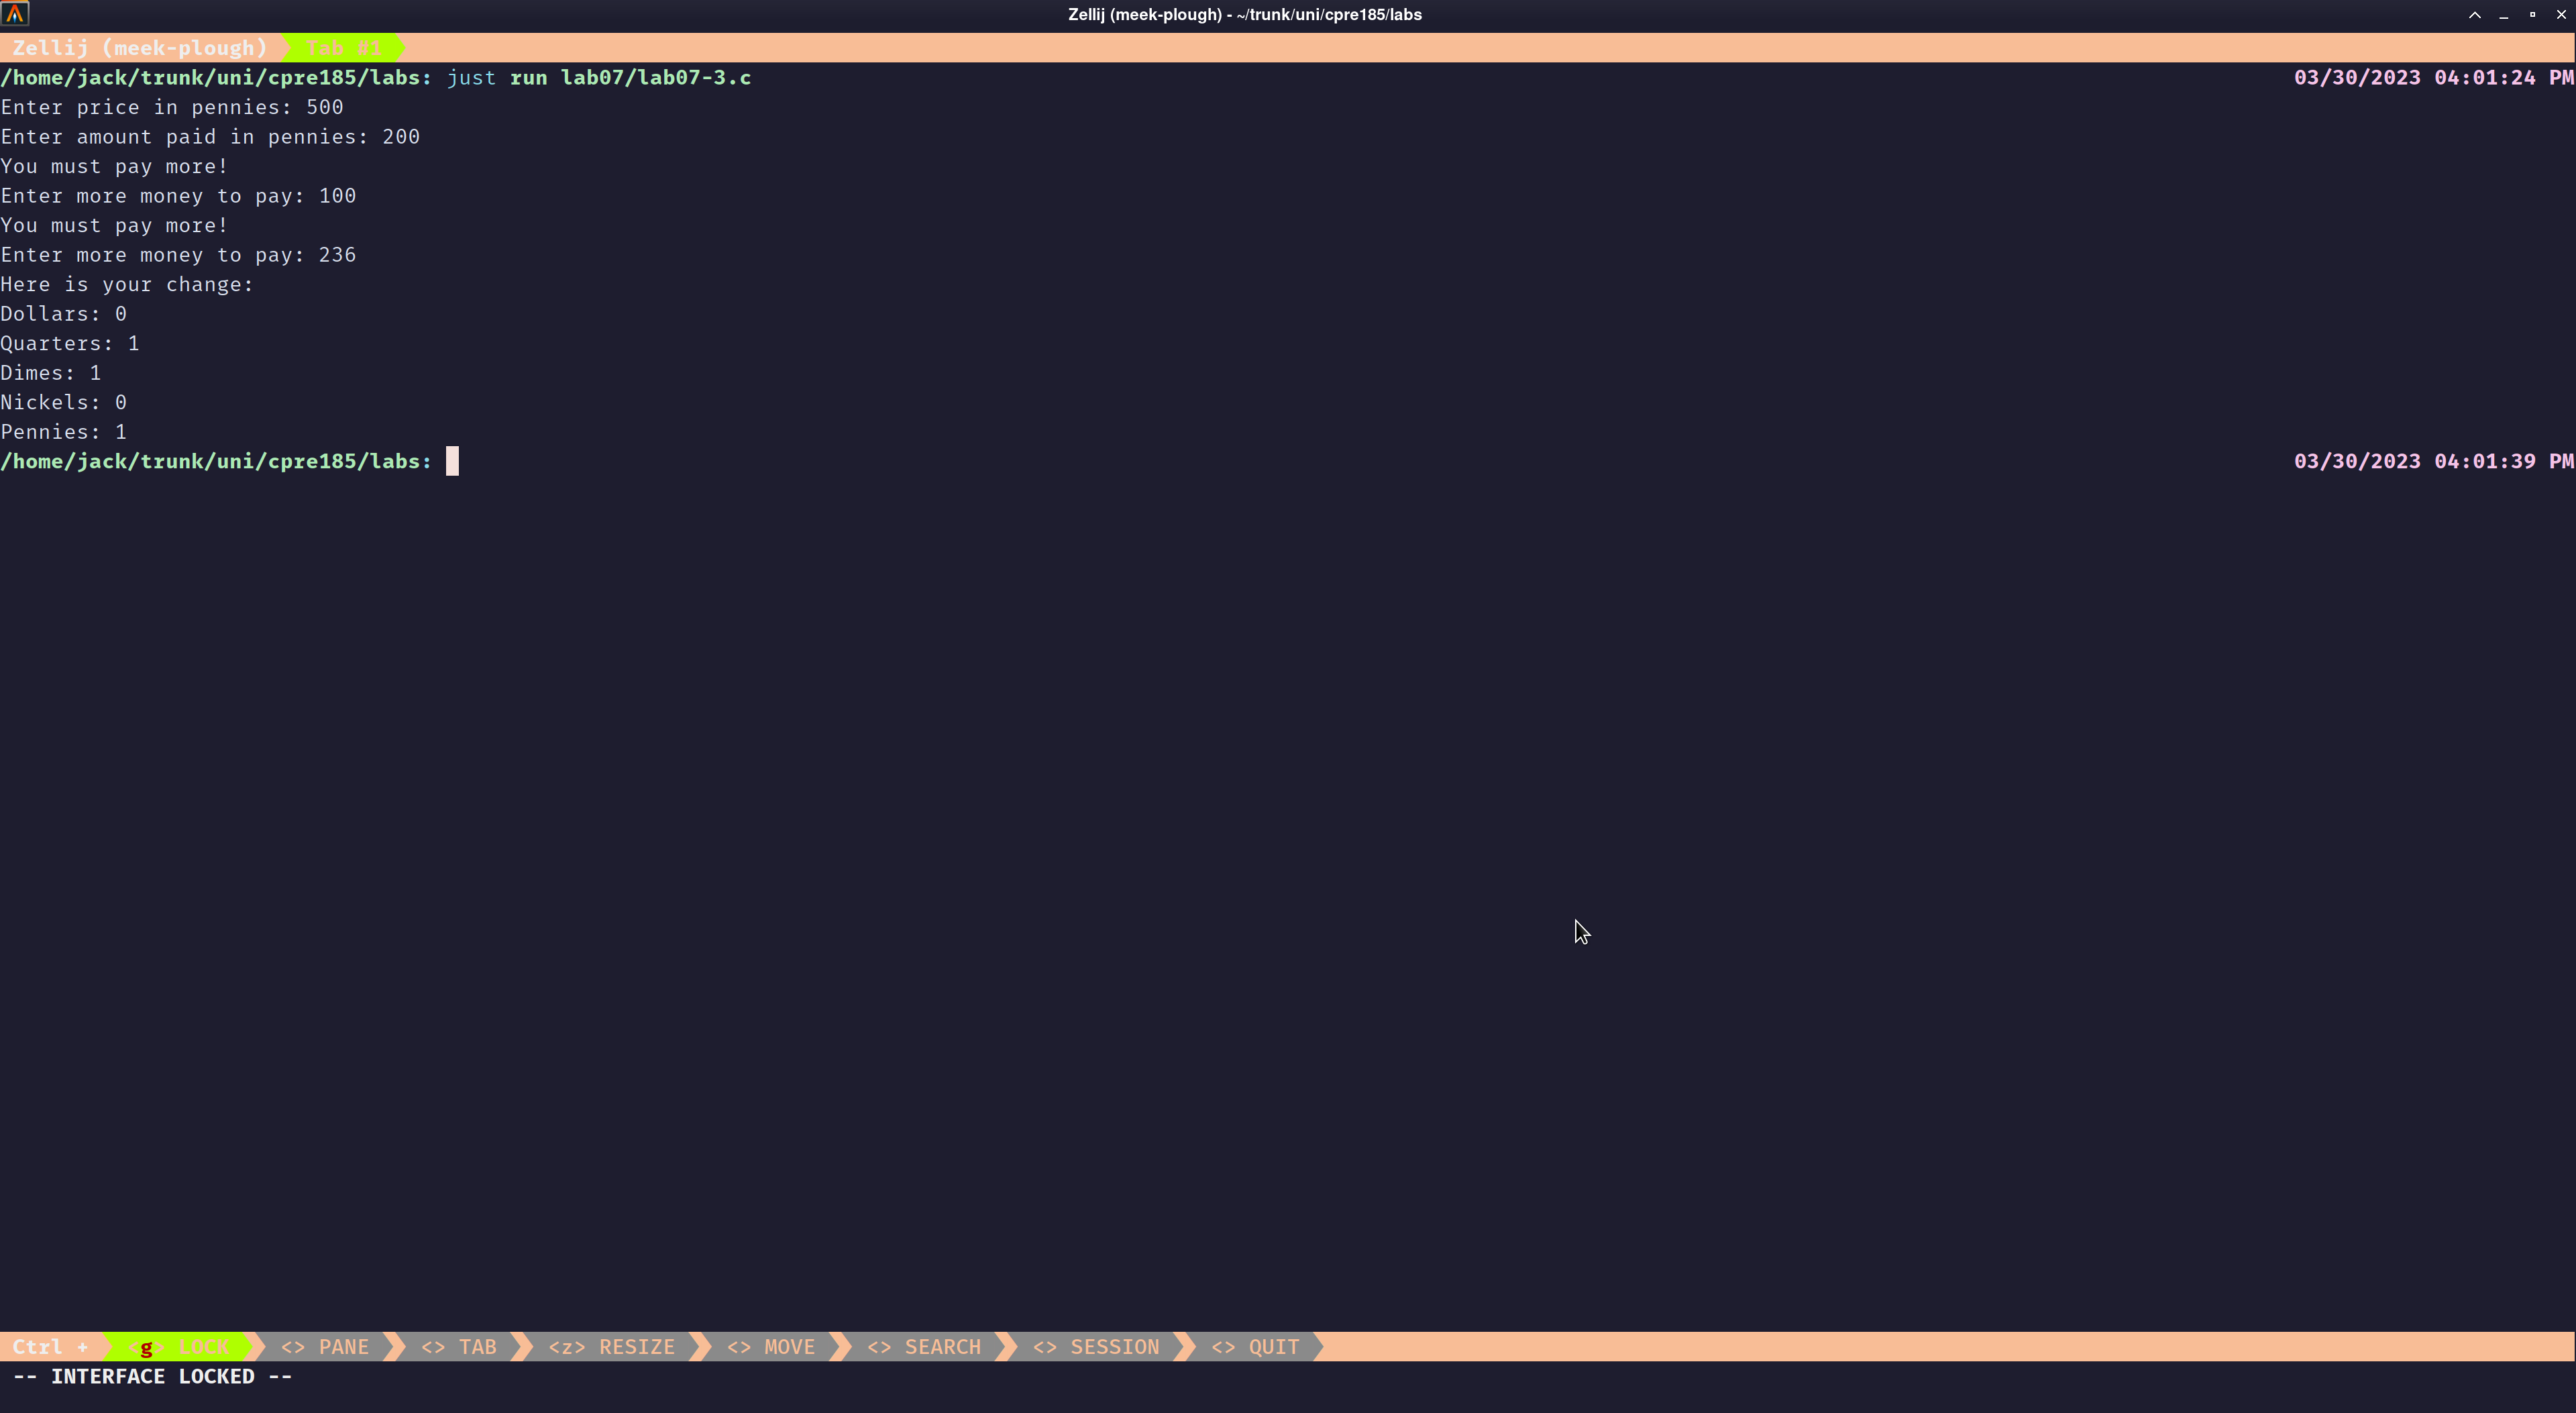 Zellij (meek-plough) - ~/trunk/uni/cpre185/labs
Zellij (meek-plough) Tab #1
/home/jack/trunk/uni/cpre185/labs: just run lab07/lab07-3.c 03/30/2023 04:01:24 PM
Enter price in pennies: 500
Enter amount paid in pennies: 200
You must pay more!
Enter more money to pay: 100
You must pay more!
Enter more money to pay: 236
Here is your change:
Dollars: 0
Quarters: 1
Dimes: 1
Nickels: 0
Pennies: 1
/home/jack/trunk/uni/cpre185/labs: 03/30/2023 04:01:39 PM
Ctrl + <g> LOCK <> PANE <> TAB <z> RESIZE <> MOVE <> SEARCH <> SESSION <> QUIT
-- INTERFACE LOCKED --